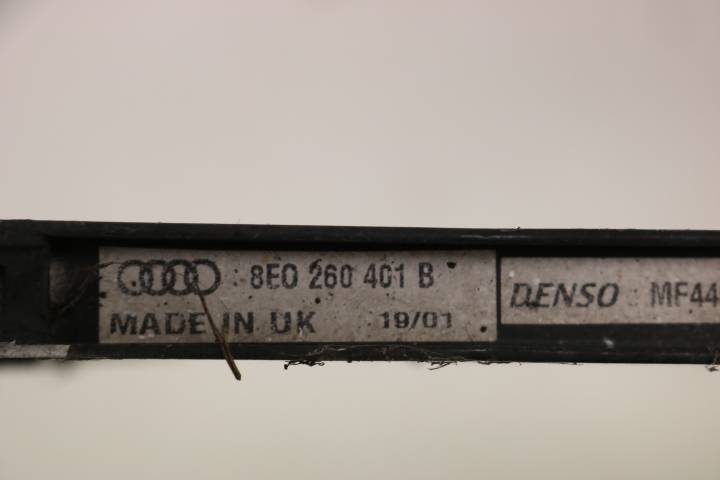 8E0 260 401 B
MADE IN UK 19/01
DENSO MF44